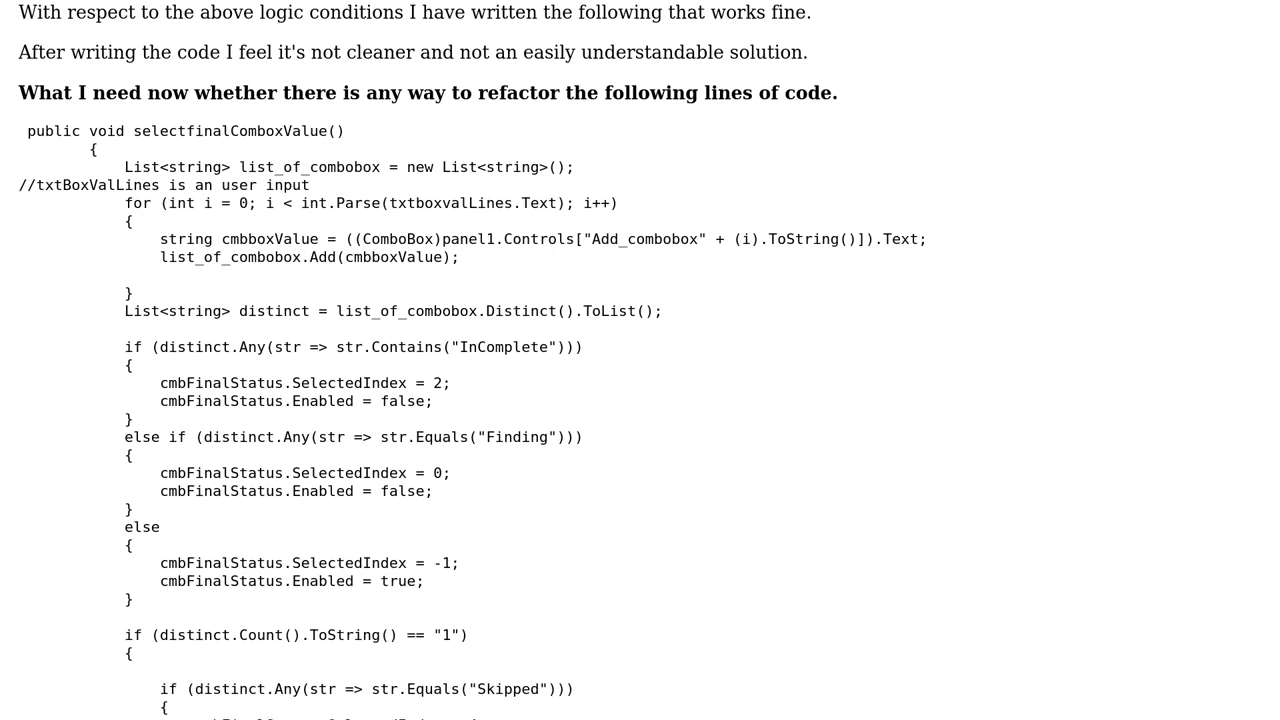 With respect to the above logic conditions I have written the following that works fine.
After writing the code I feel it's not cleaner and not an easily understandable solution.
What I need now whether there is any way to refactor the following lines of code.
public void selectfinalComboxValue()
{
List<string> list_of_combobox = new List<string>();
//txtBoxValLines is an user input
for (int i = 0; i < int.Parse(txtboxvalLines.Text); i++)
{
string cmbboxValue = ((ComboBox)panel1.Controls["Add_combobox" + (i).ToString()]).Text;
list_of_combobox.Add(cmbboxValue);
}
List<string> distinct = list_of_combobox.Distinct().ToList();
if (distinct.Any(str => str.Contains("InComplete")))
{
cmbFinalStatus.SelectedIndex = 2;
cmbFinalStatus.Enabled = false;
}
else if (distinct.Any(str => str.Equals("Finding")))
{
cmbFinalStatus.SelectedIndex = 0;
cmbFinalStatus.Enabled = false;
}
else
{
cmbFinalStatus.SelectedIndex = -1;
cmbFinalStatus.Enabled = true;
}
if (distinct.Count().ToString() == "1")
{
if (distinct.Any(str => str.Equals("Skipped")))
{